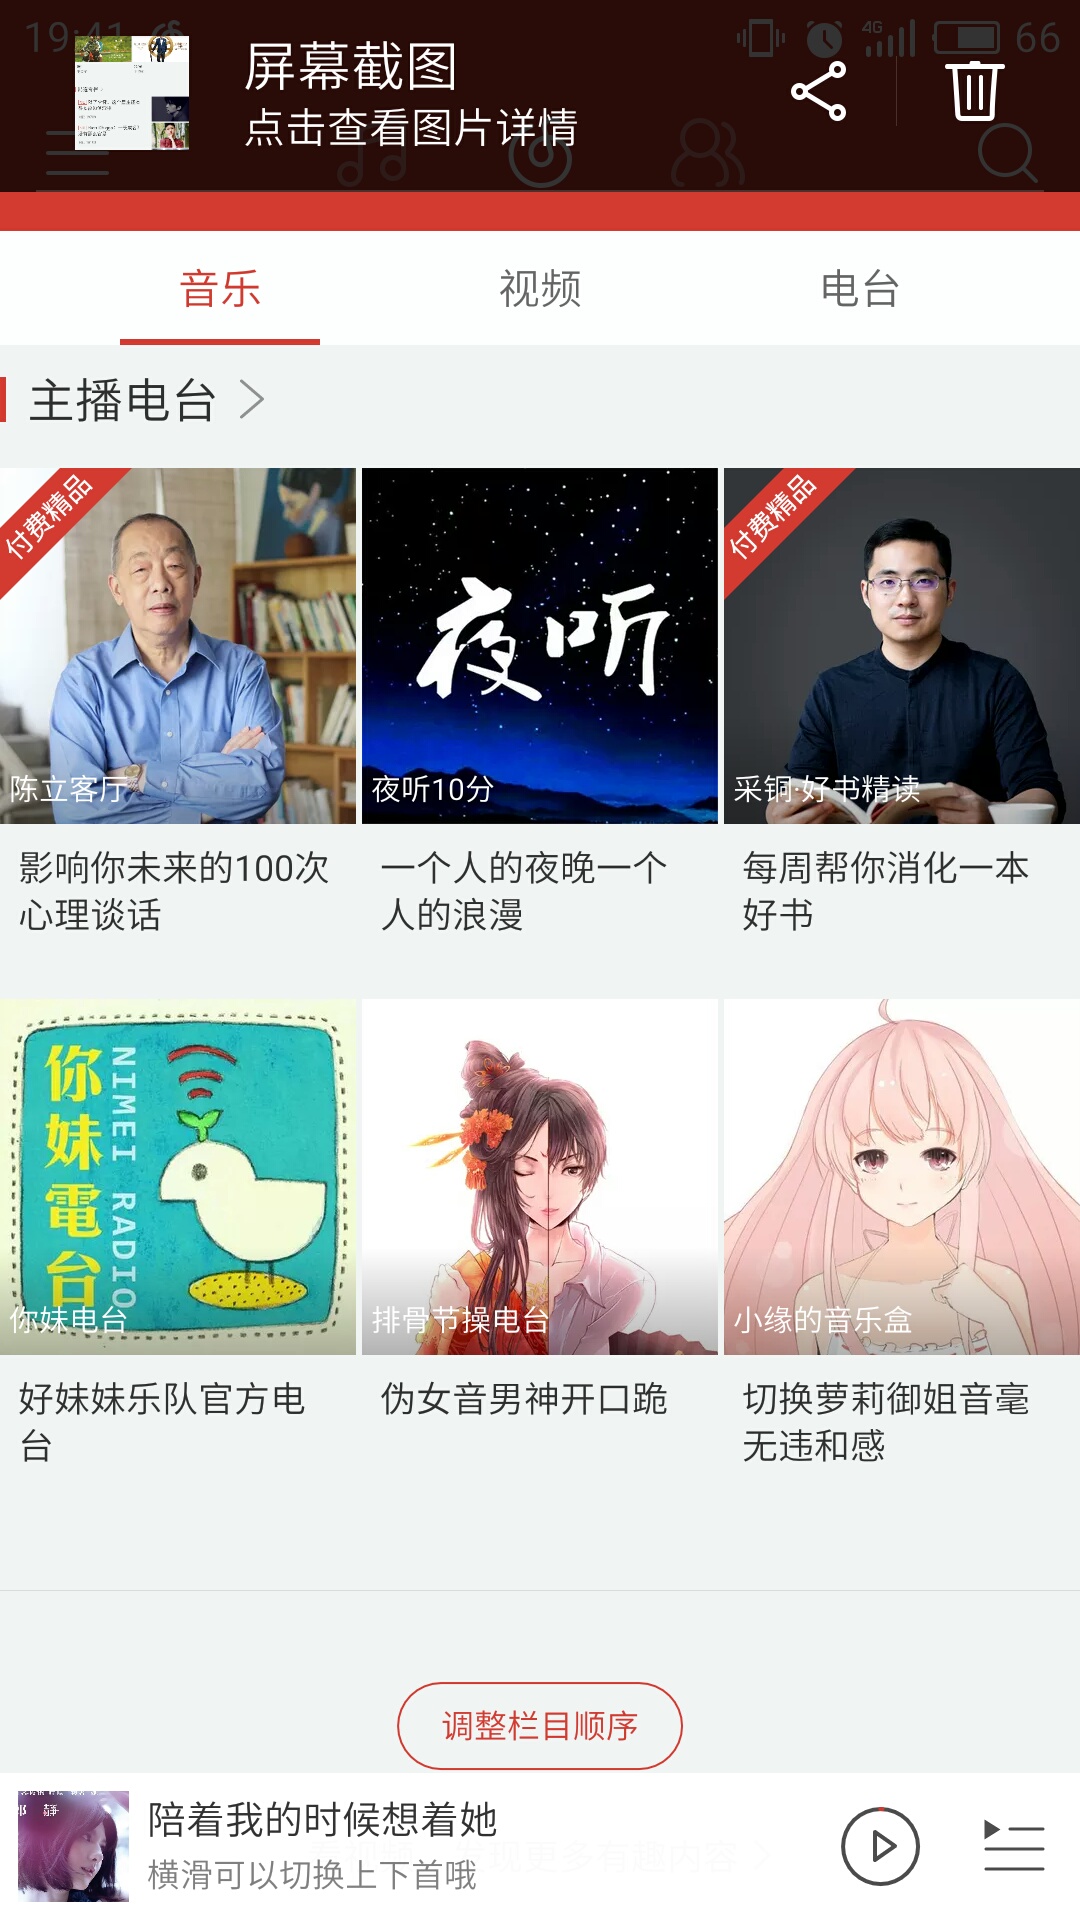 19:41
4G
66
屏幕截图
点击查看图片详情
音乐
视频
电台
主播电台
付费精品
陈立客厅
夜听
夜听10分
付费精品
采铜·好书精读
影响你未来的100次
心理谈话
一个人的夜晚一个
人的浪漫
每周帮你消化一本
好书
你妹電台
NIMEI RADIO
你妹电台
排骨节操电台
小缘的音乐盒
好妹妹乐队官方电
台
伪女音男神开口跪
切换萝莉御姐音毫
无违和感
调整栏目顺序
陪着我的时候想着她
横滑可以切换上下首哦
现更多有趣内容